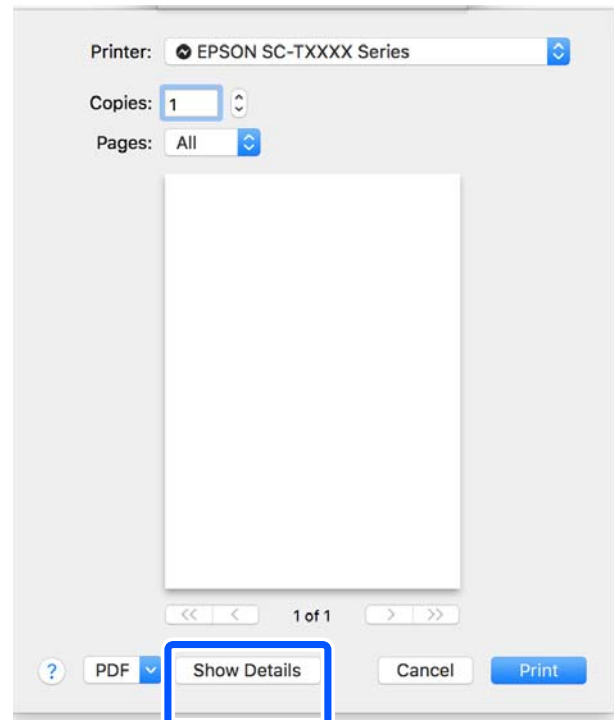 Printer: EPSON SC-TXXXX Series
Copies: 1
Pages: All
<< < 1 of 1 > >>
? PDF Show Details Cancel Print